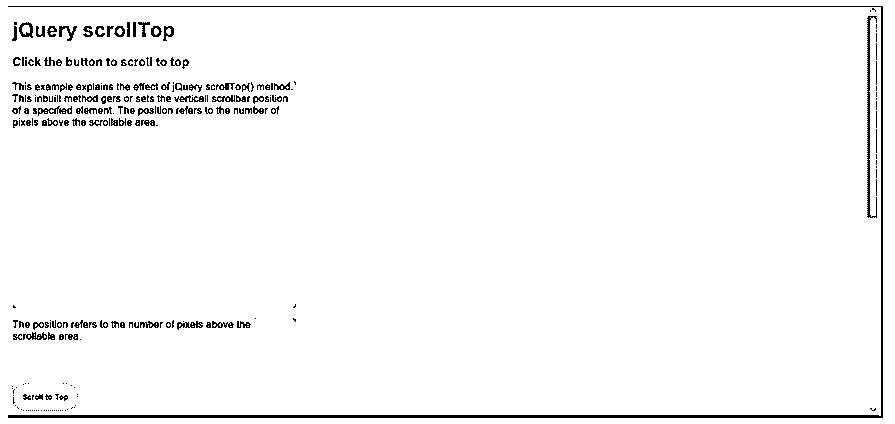 jQuery scrollTop
Click the button to scroll to top
This example explains the effect of jQuery scrollTop() method.
This inbuilt method gers or sets the verticall scrollbar position
of a specified element. The position refers to the number of
pixels above the scrollable area.
The position refers to the number of pixels above the
scrollable area.
Scroll to Top